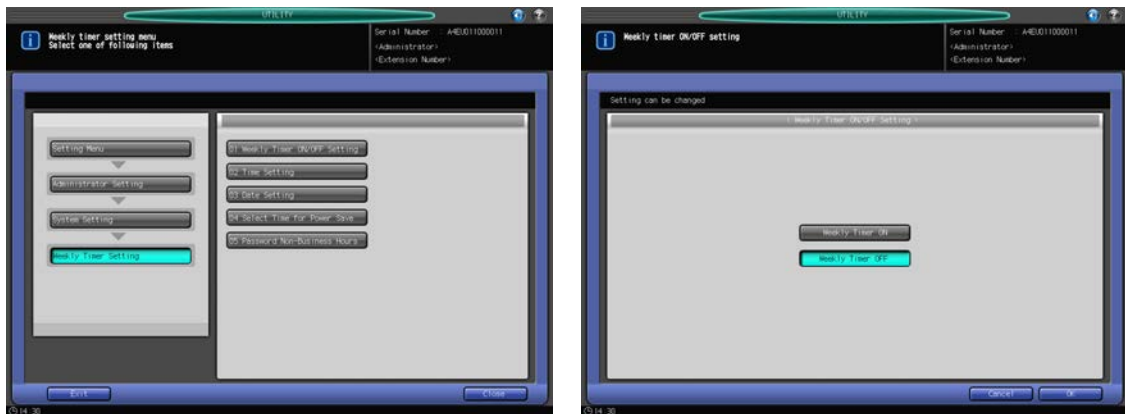 UTILITY
Weekly timer setting menu
Select one of following items
Serial Number : A4EU011000011
<Administrator>
<Extension Number>
Setting Menu
Administrator Setting
System Setting
Weekly Timer Setting
01 Weekly Timer ON/OFF Setting
02 Time Setting
03 Date Setting
04 Select Time for Power Save
05 Password Non-Business Hours
Exit
Close
14:30
UTILITY
Weekly timer ON/OFF setting
Serial Number : A4EU011000011
<Administrator>
<Extension Number>
Setting can be changed
< Weekly Timer ON/OFF Setting >
Weekly Timer ON
Weekly Timer OFF
Cancel
OK
14:30